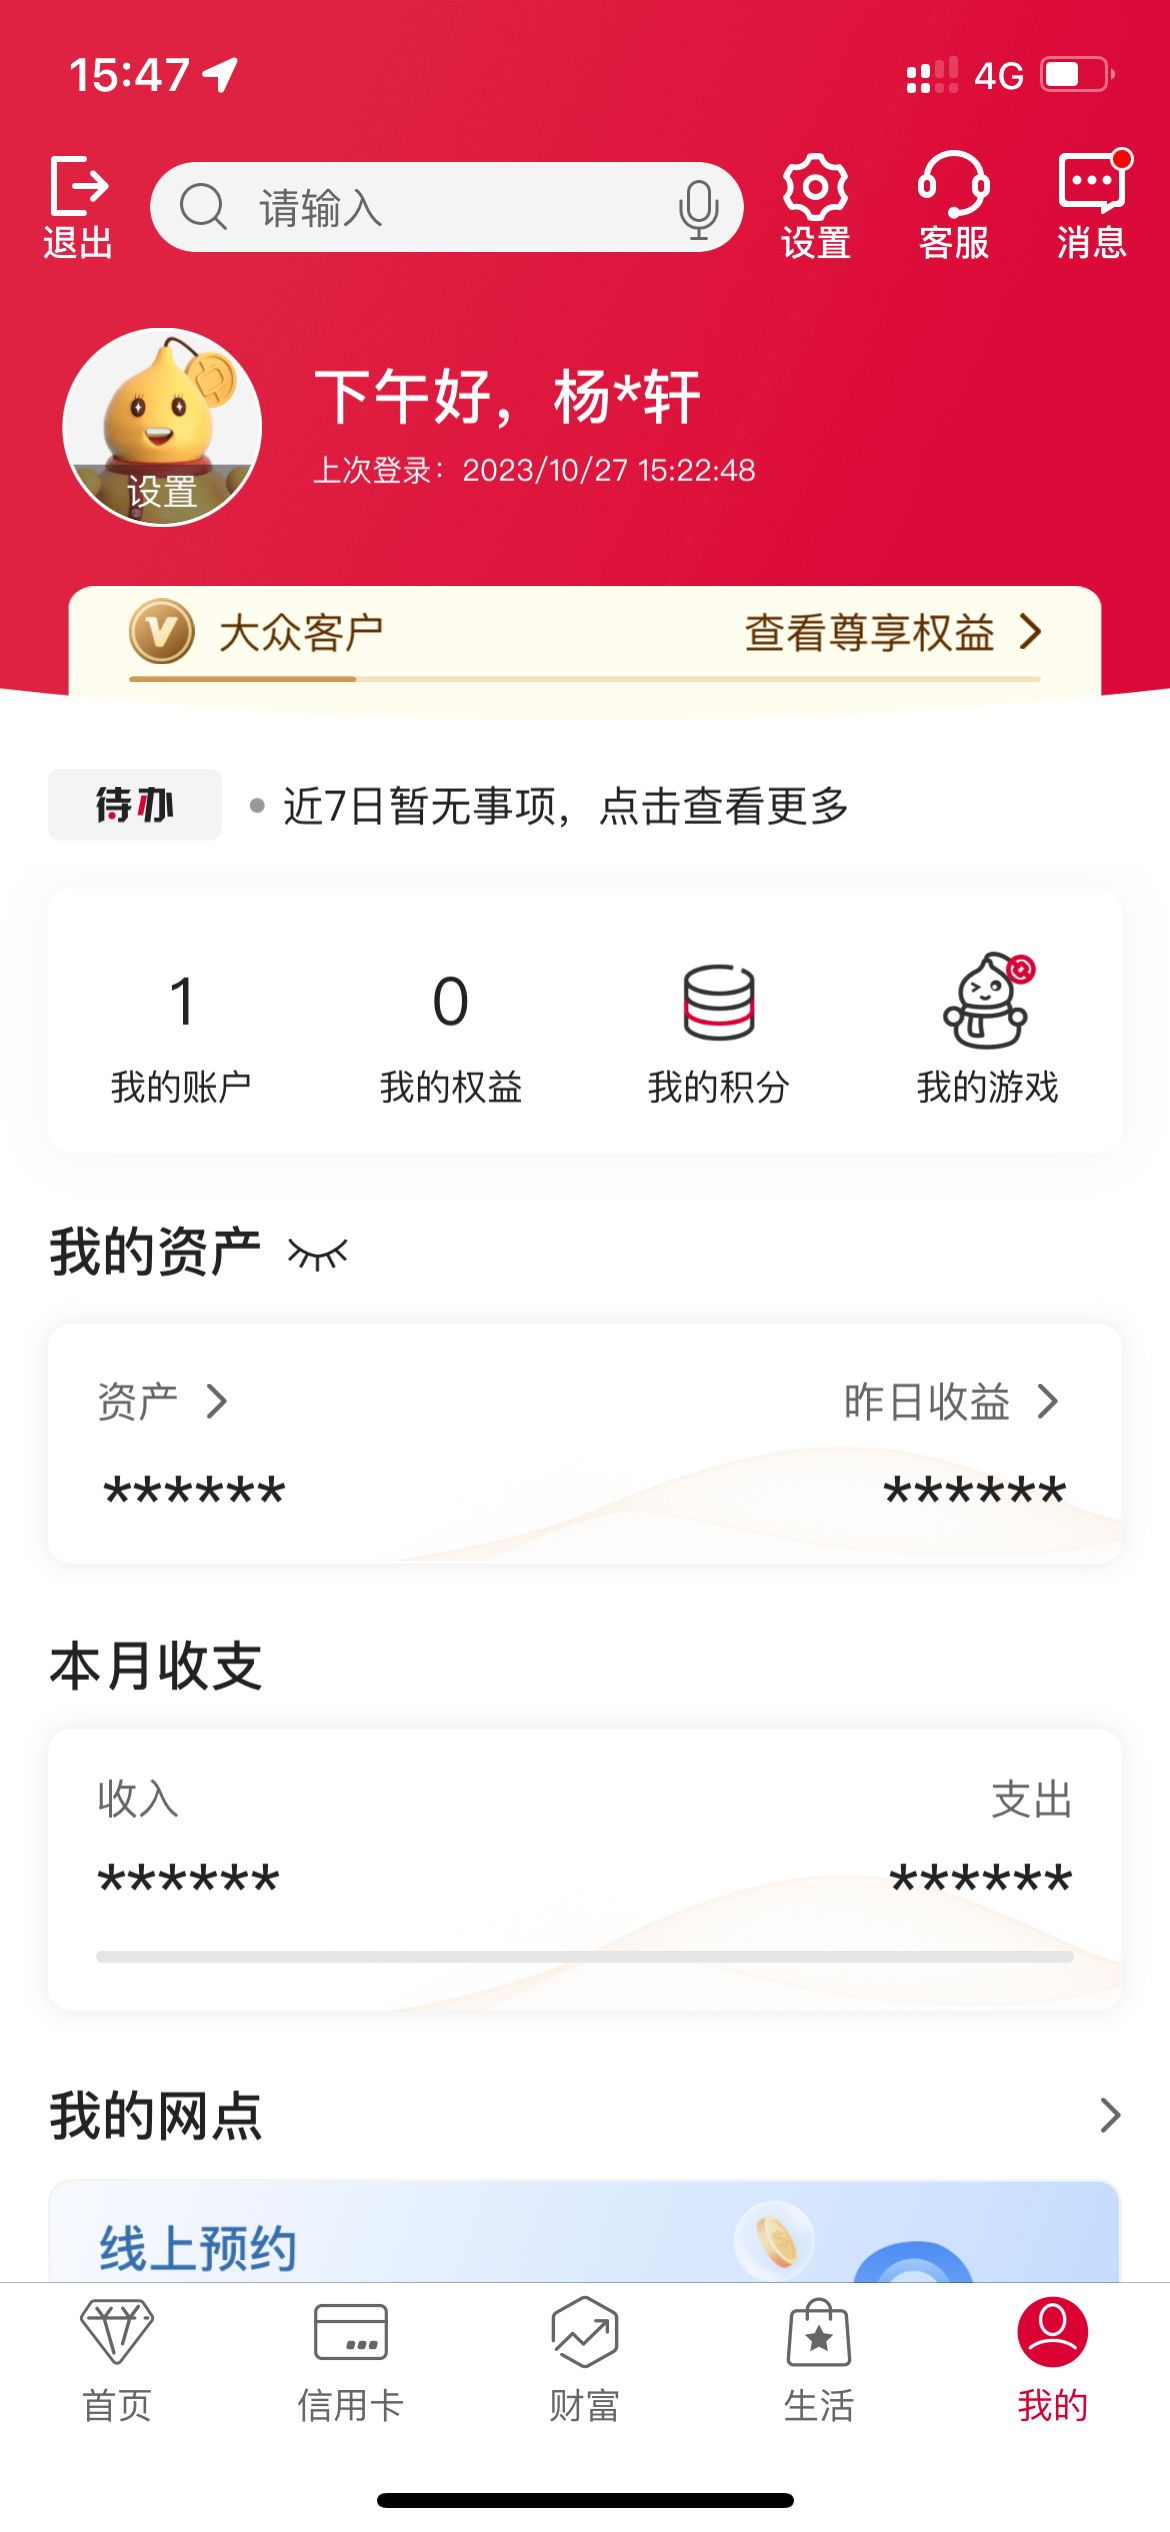 15:47
4G
退出
请输入
设置
客服
消息
设置
下午好，杨*轩
上次登录：2023/10/27 15:22:48
大众客户
查看尊享权益
待办
近7日暂无事项，点击查看更多
1
0
我的账户
我的权益
我的积分
我的游戏
我的资产
资产
昨日收益
******
******
本月收支
收入
支出
******
******
我的网点
线上预约
首页
信用卡
财富
生活
我的